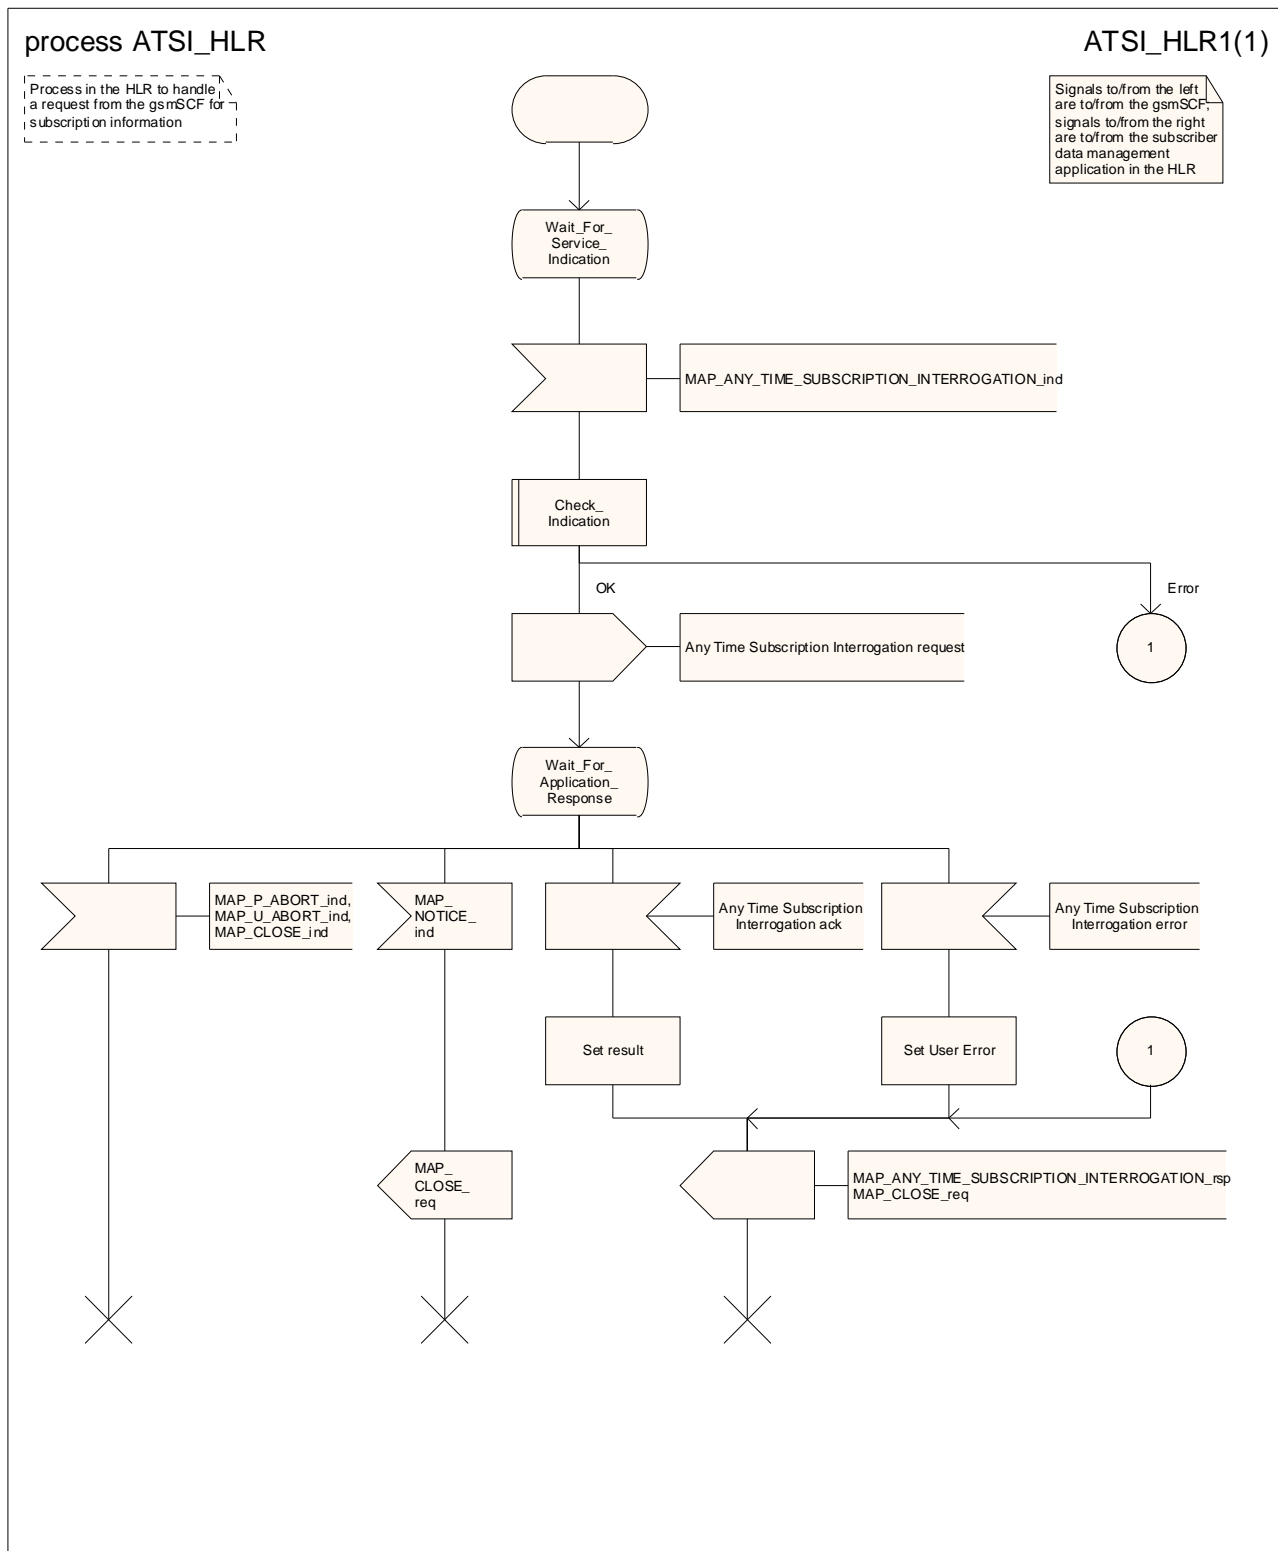 process ATSI_HLR
ATSI_HLR1(1)
Process in the HLR to handle
a request from the gsmSCF for
subscription information
Signals to/from the left
are to/from the gsmSCF;
signals to/from the right
are to/from the subscriber
data management
application in the HLR
Wait_For_
Service_
Indication
MAP_ANY_TIME_SUBSCRIPTION_INTERROGATION_ind
Check_
Indication
OK
Error
Any Time Subscription Interrogation request
1
Wait_For_
Application_
Response
MAP_P_ABORT_ind,
MAP_U_ABORT_ind,
MAP_CLOSE_ind
MAP_
NOTICE_
ind
Any Time Subscription
Interrogation ack
Any Time Subscription
Interrogation error
Set result
Set User Error
1
MAP_
CLOSE_
req
MAP_ANY_TIME_SUBSCRIPTION_INTERROGATION_rsp
MAP_CLOSE_req